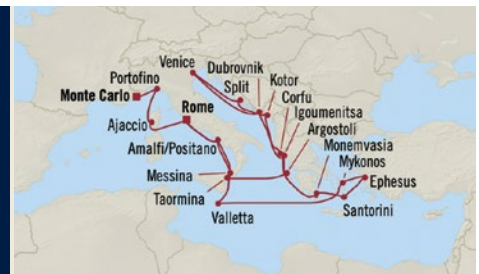 Venice
Dubrovnik
Portofino
Split
Kotor
Monte Carlo
Rome
Corfu
Igoumenitsa
Ajaccio
Argostoli
Monemvasia
Amalfi/Positano
Mykonos
Messina
Ephesus
Taormina
Valletta
Santorini